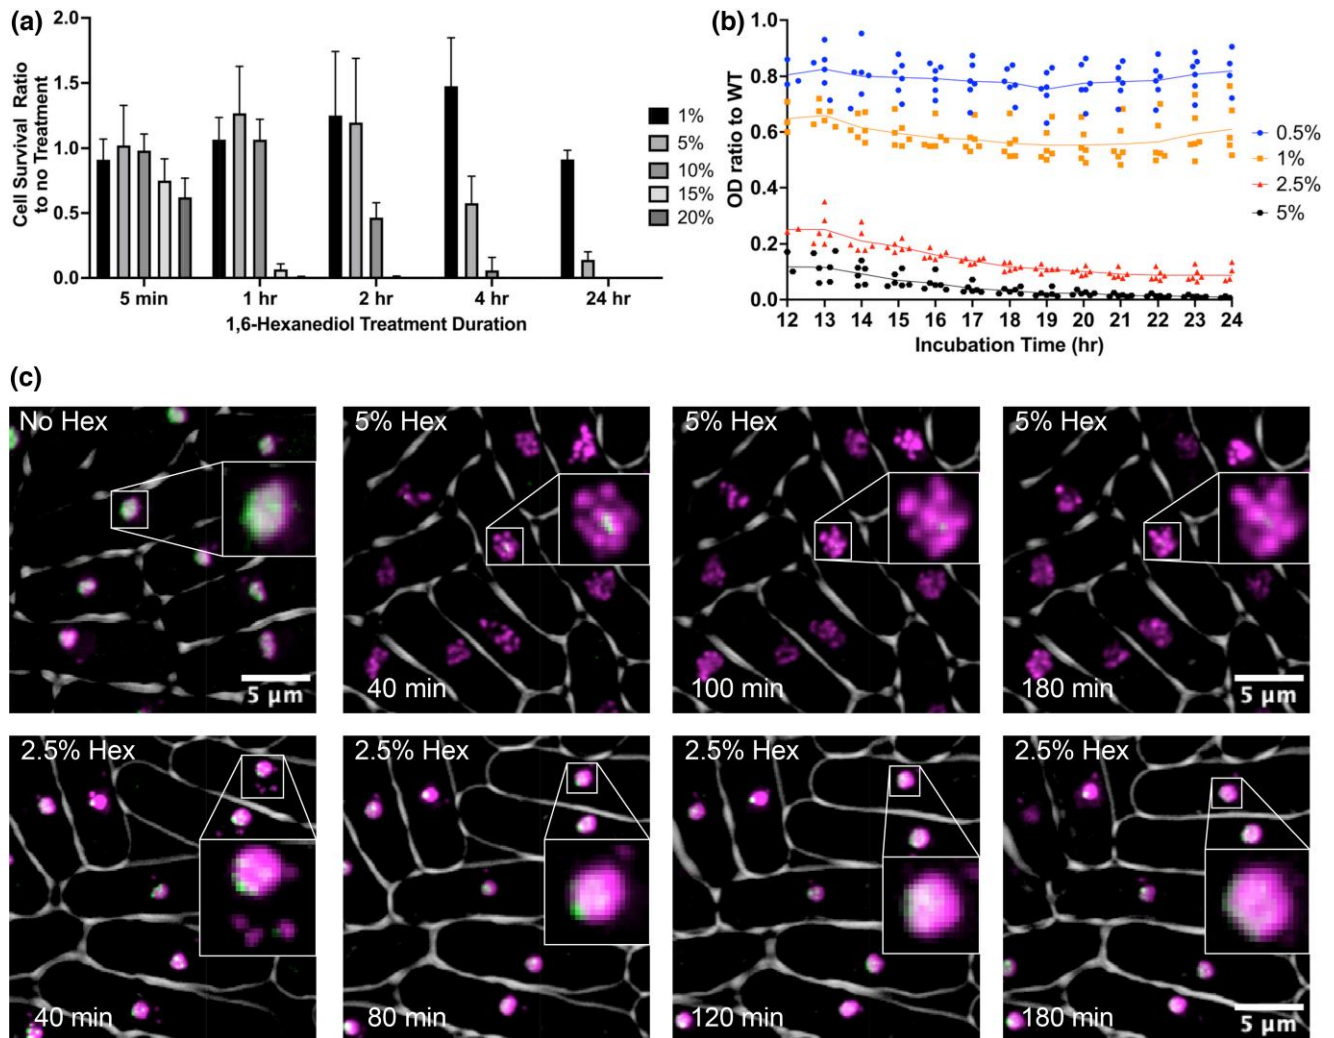 (a)
Cell Survival Ratio
to no Treatment
2.0
1.5
1.0
0.5
0.0
5 min 1 hr 2 hr 4 hr 24 hr
1,6-Hexanediol Treatment Duration
1%
5%
10%
15%
20%
(b)
OD ratio to WT
1.0
0.8
0.6
0.4
0.2
0.0
12 13 14 15 16 17 18 19 20 21 22 23 24
Incubation Time (hr)
0.5%
1%
2.5%
5%
(c)
No Hex
5 µm
5% Hex
40 min
5% Hex
100 min
5% Hex
180 min
5 µm
2.5% Hex
40 min
2.5% Hex
80 min
2.5% Hex
120 min
2.5% Hex
180 min
5 µm